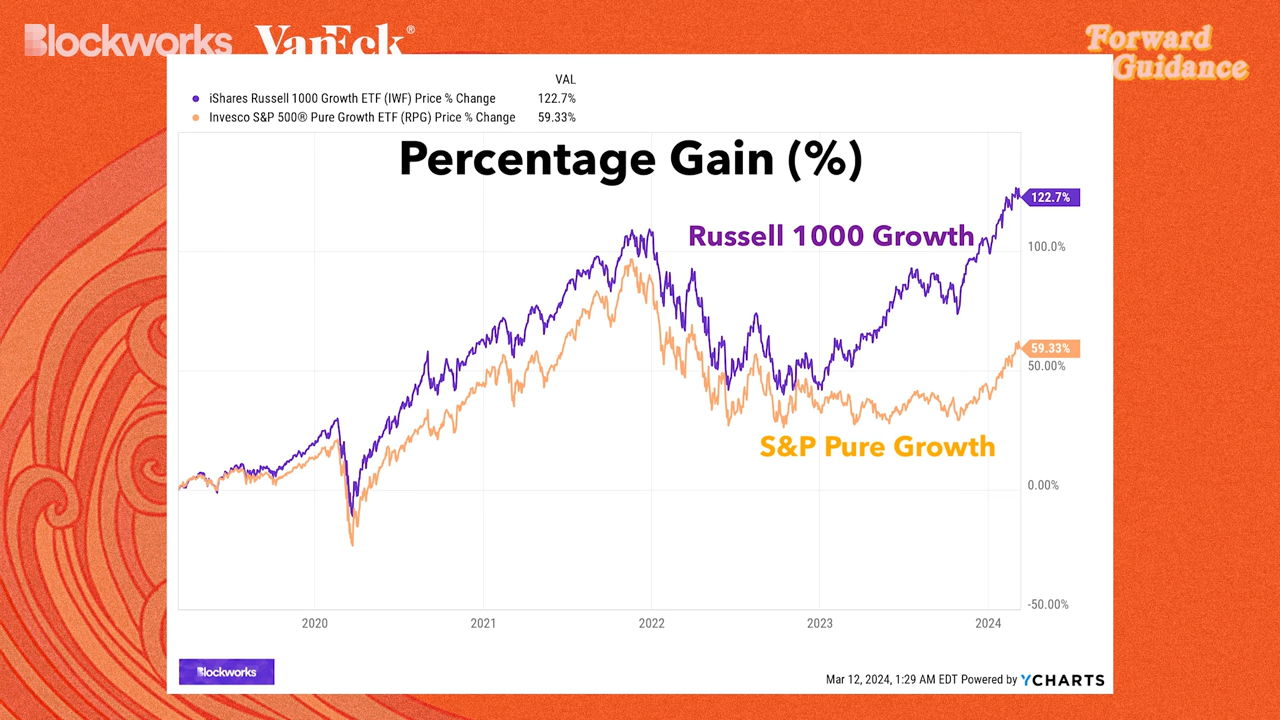 Blockworks
VanEck®
Forward
Guidance
VAL
iShares Russell 1000 Growth ETF (IWF) Price % Change 122.7%
Invesco S&P 500® Pure Growth ETF (RPG) Price % Change 59.33%
Percentage Gain (%)
122.7%
Russell 1000 Growth
100.0%
59.33%
50.00%
S&P Pure Growth
0.00%
-50.00%
2020 2021 2022 2023 2024
Blockworks
Mar 12, 2024, 1:29 AM EDT Powered by YCHARTS